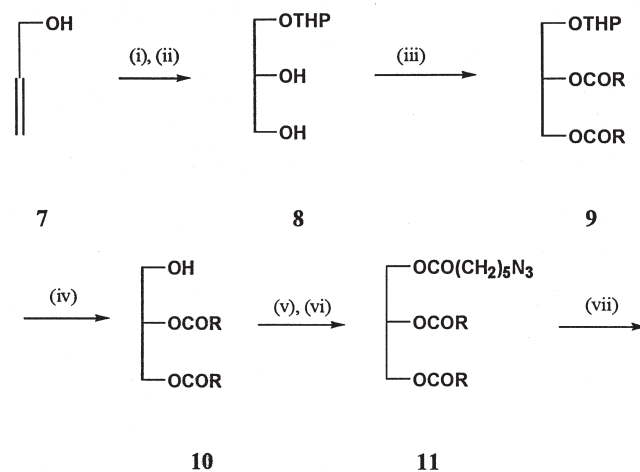 OH OTHP OTHP
(i), (ii) (iii)
OH OCOR
OH OCOR
7 8 9
OH OCO(CH2)5N3
(iv) (v), (vi) (vii)
OCOR OCOR
OCOR OCOR
10 11